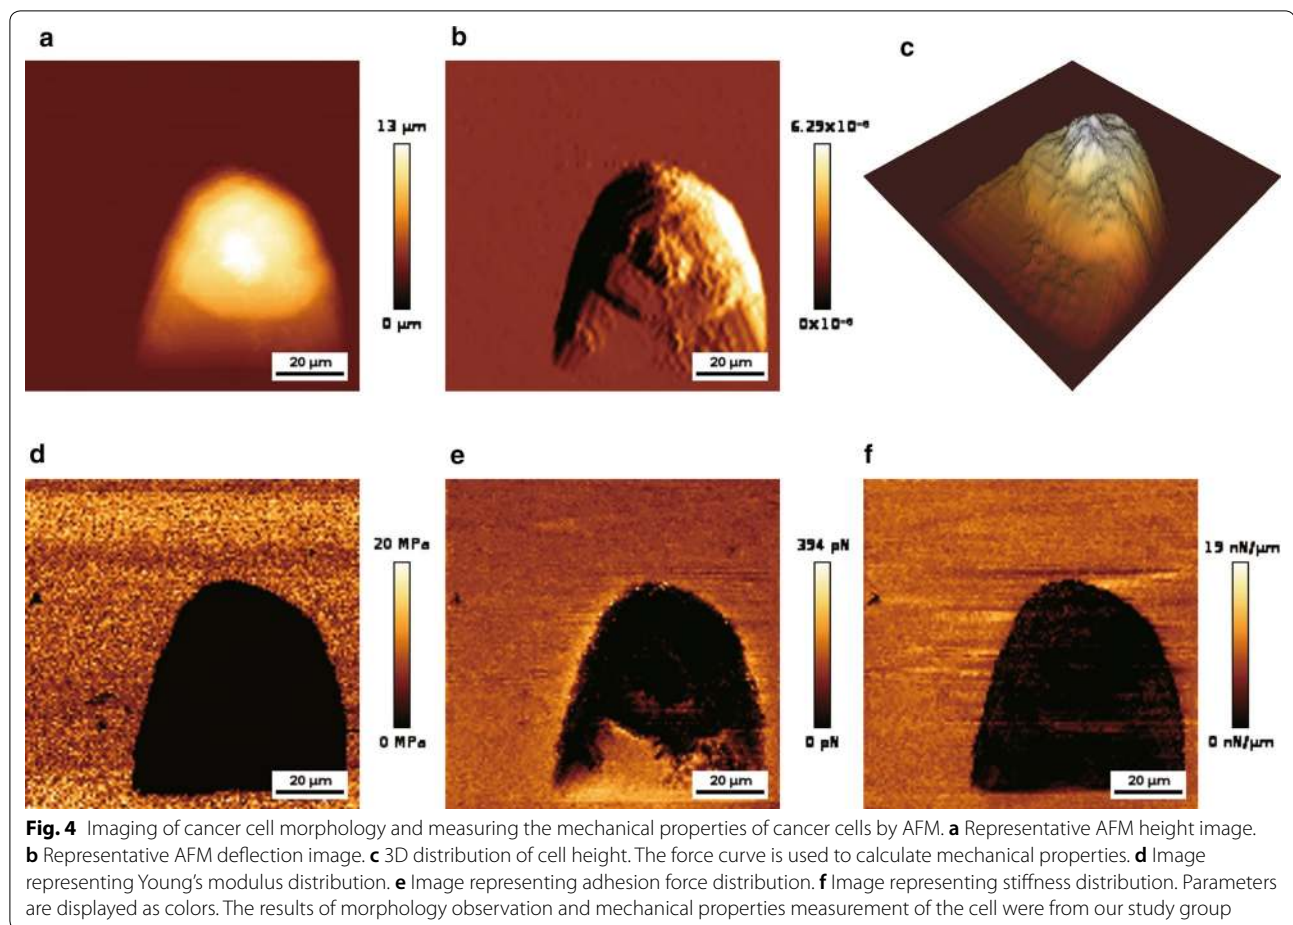 a
b
c
13 µm
0 µm
20 µm
6.25x10⁻⁶
0x10⁻⁶
20 µm
d
e
f
20 MPa
0 MPa
20 µm
394 pN
0 pN
20 µm
19 nN/µm
0 nN/µm
20 µm
Fig. 4 Imaging of cancer cell morphology and measuring the mechanical properties of cancer cells by AFM. a Representative AFM height image.
b Representative AFM deflection image. c 3D distribution of cell height. The force curve is used to calculate mechanical properties. d Image
representing Young's modulus distribution. e Image representing adhesion force distribution. f Image representing stiffness distribution. Parameters
are displayed as colors. The results of morphology observation and mechanical properties measurement of the cell were from our study group